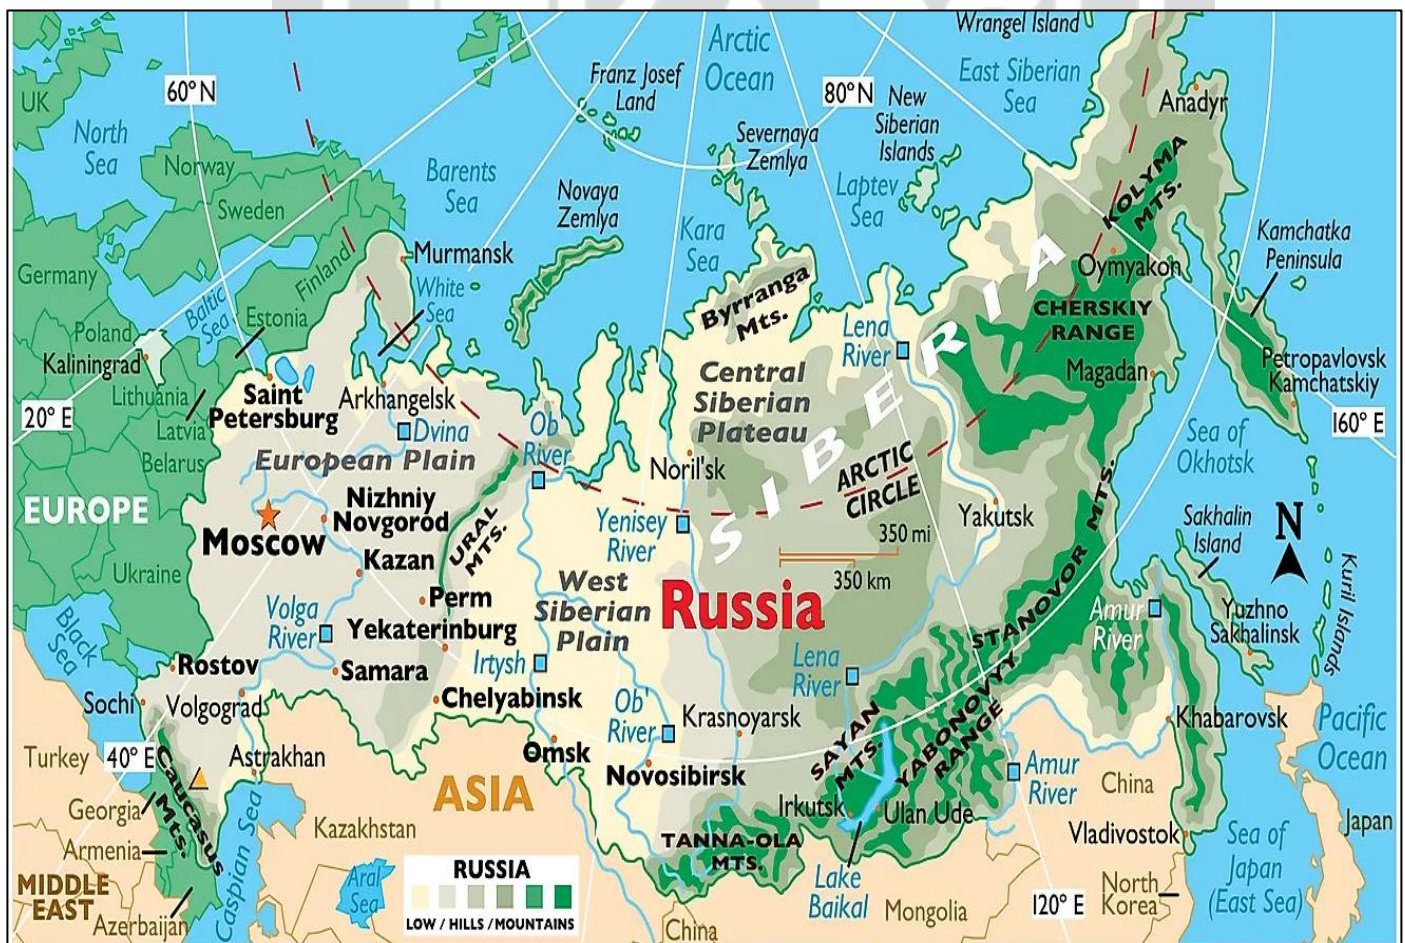 Wrangel Island
Arctic
Ocean
East Siberian
Sea
Franz Josef
Land
60° N
80° N
New
Siberian
Islands
Anadyr
UK
North
Sea
Severnaya
Zemlya
Norway
Barents
Sea
Novaya
Zemlya
Laptev
Sea
KOLYMA
MTS.
Sweden
Kara
Sea
Kamchatka
Peninsula
Murmansk
Finland
Germany
White
Sea
Oymyakon
Byrranga
Mts.
Baltic
Sea
Estonia
CHERSKIY
RANGE
Poland
Kaliningrad
Lena
River
SIBERIA
Petropavlovsk
Kamchatskiy
Magadan
Central
Siberian
Plateau
Saint
Petersburg
Arkhangelsk
Lithuania
20° E
160° E
Ob'
River
Dvina
Latvia
Sea of
Okhotsk
Belarus
European Plain
Noril'sk
ARCTIC
CIRCLE
EUROPE
Nizhniy
Novgorod
Moscow
URAL
MTS.
Yenisey
River
350 mi
350 km
Yakutsk
Sakhalin
Island
N
Kazan
Ukraine
West
Siberian
Plain
Russia
Perm
STANOVOY MTS.
Amur
River
Kuril Islands
Black
Sea
Volga
River
Yekaterinburg
Yuzhno
Sakhalinsk
Rostov
Samara
Irtysh
Lena
River
Sochi
Volgograd
Chelyabinsk
Ob'
River
Krasnoyarsk
SAYAN
MTS.
YABONOVYY
RANGE
Khabarovsk
Pacific
Ocean
Turkey
40° E
Astrakhan
Omsk
Novosibirsk
Amur
River
China
ASIA
Caucasus
Mts.
Georgia
Irkutsk
Ulan Ude
Kazakhstan
Vladivostok
Japan
Armenia
TANNA-OLA
MTS.
Sea of
Japan
(East Sea)
MIDDLE
EAST
Caspian Sea
Aral
Sea
RUSSIA
LOW / HILLS / MOUNTAINS
Lake
Baikal
Mongolia
120° E
North
Korea
Azerbaijan
China